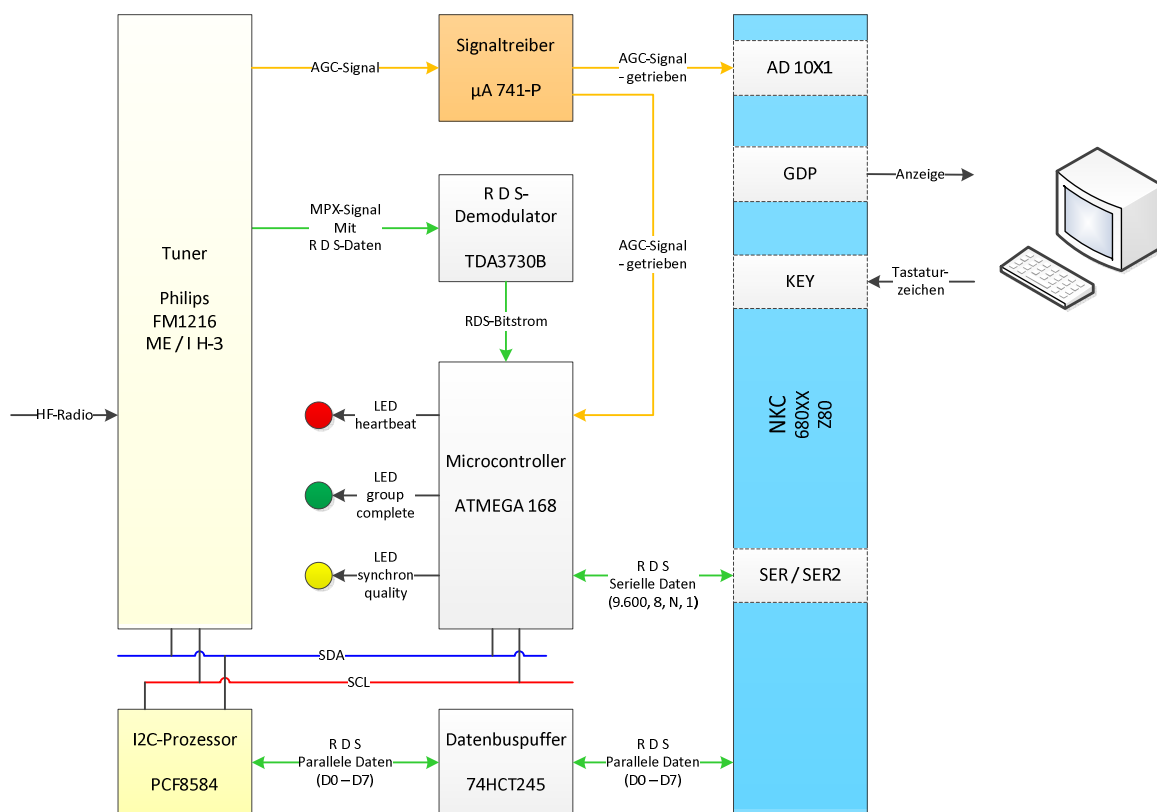 Signaltreiber
µA 741-P
AGC-Signal
AGC-Signal
- getrieben
AD 10X1
GDP
Anzeige
R D S-
Demodulator
TDA3730B
MPX-Signal
Mit
R D S-Daten
Tuner
Philips
FM1216
ME / I H-3
AGC-Signal
- getrieben
KEY
Tastatur-
zeichen
RDS-Bitstrom
HF-Radio
LED
heartbeat
NKC
680XX
Z80
Microcontroller
ATMEGA 168
LED
group
complete
LED
synchron
quality
R D S
Serielle Daten
(9.600, 8, N, 1)
SER / SER2
SDA
SCL
I2C-Prozessor
PCF8584
R D S
Parallele Daten
(D0 – D7)
Datenbuspuffer
74HCT245
R D S
Parallele Daten
(D0 – D7)